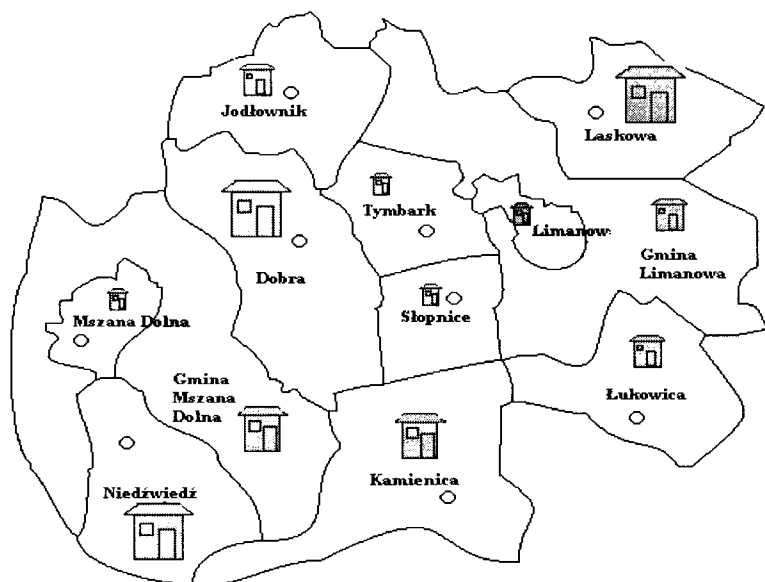 Jodłownik
Laskowa
Tymbark
Limanow
Gmina
Limanowa
Dobra
Mszana Dolna
Słopnice
Gmina
Mszana
Dolna
Łukowica
Kamienica
Niedźwiedź